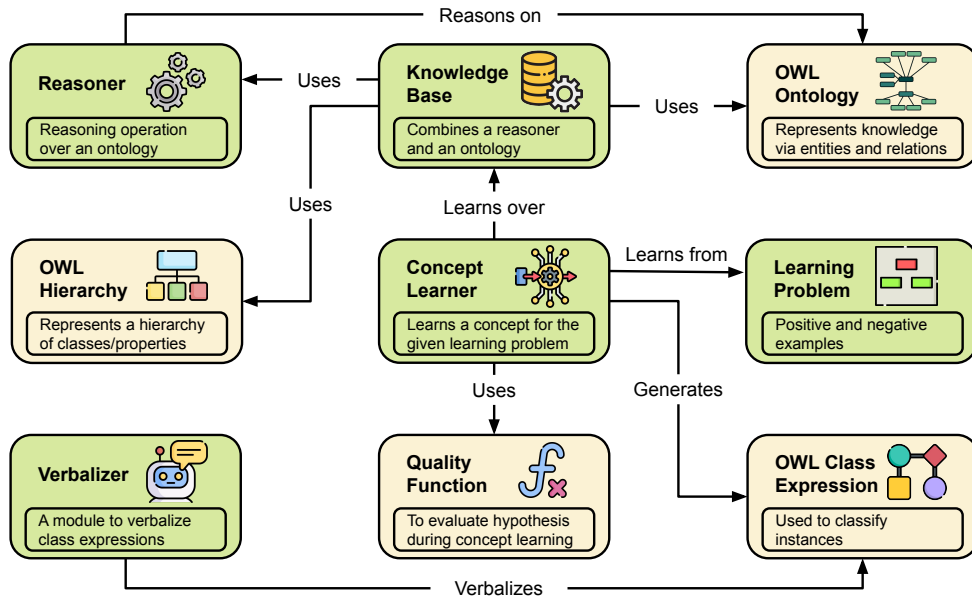 Reasons on
Reasoner
Reasoning operation
over an ontology
Uses
Knowledge
Base
Combines a reasoner
and an ontology
Uses
OWL
Ontology
Represents knowledge
via entities and relations
Uses
Learns over
OWL
Hierarchy
Represents a hierarchy
of classes/properties
Concept
Learner
Learns a concept for the
given learning problem
Learns from
Learning
Problem
Positive and negative
examples
Uses
Generates
Verbalizer
A module to verbalize
class expressions
Quality
Function
To evaluate hypothesis
during concept learning
OWL Class
Expression
Used to classify
instances
Verbalizes